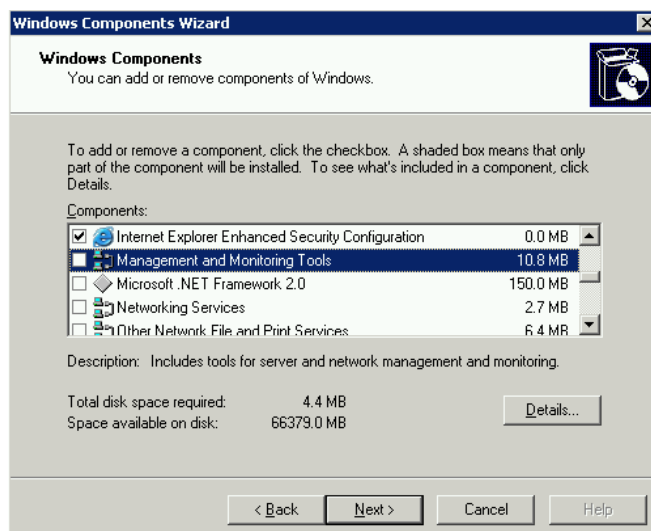 Windows Components Wizard
Windows Components
You can add or remove components of Windows.
To add or remove a component, click the checkbox. A shaded box means that only
part of the component will be installed. To see what's included in a component, click
Details.
Components:
Internet Explorer Enhanced Security Configuration 0.0 MB
Management and Monitoring Tools 10.8 MB
Microsoft .NET Framework 2.0 150.0 MB
Networking Services 2.7 MB
Other Network File and Print Services 6.4 MB
Description: Includes tools for server and network management and monitoring.
Total disk space required: 4.4 MB
Space available on disk: 66379.0 MB
Details...
< Back Next > Cancel Help